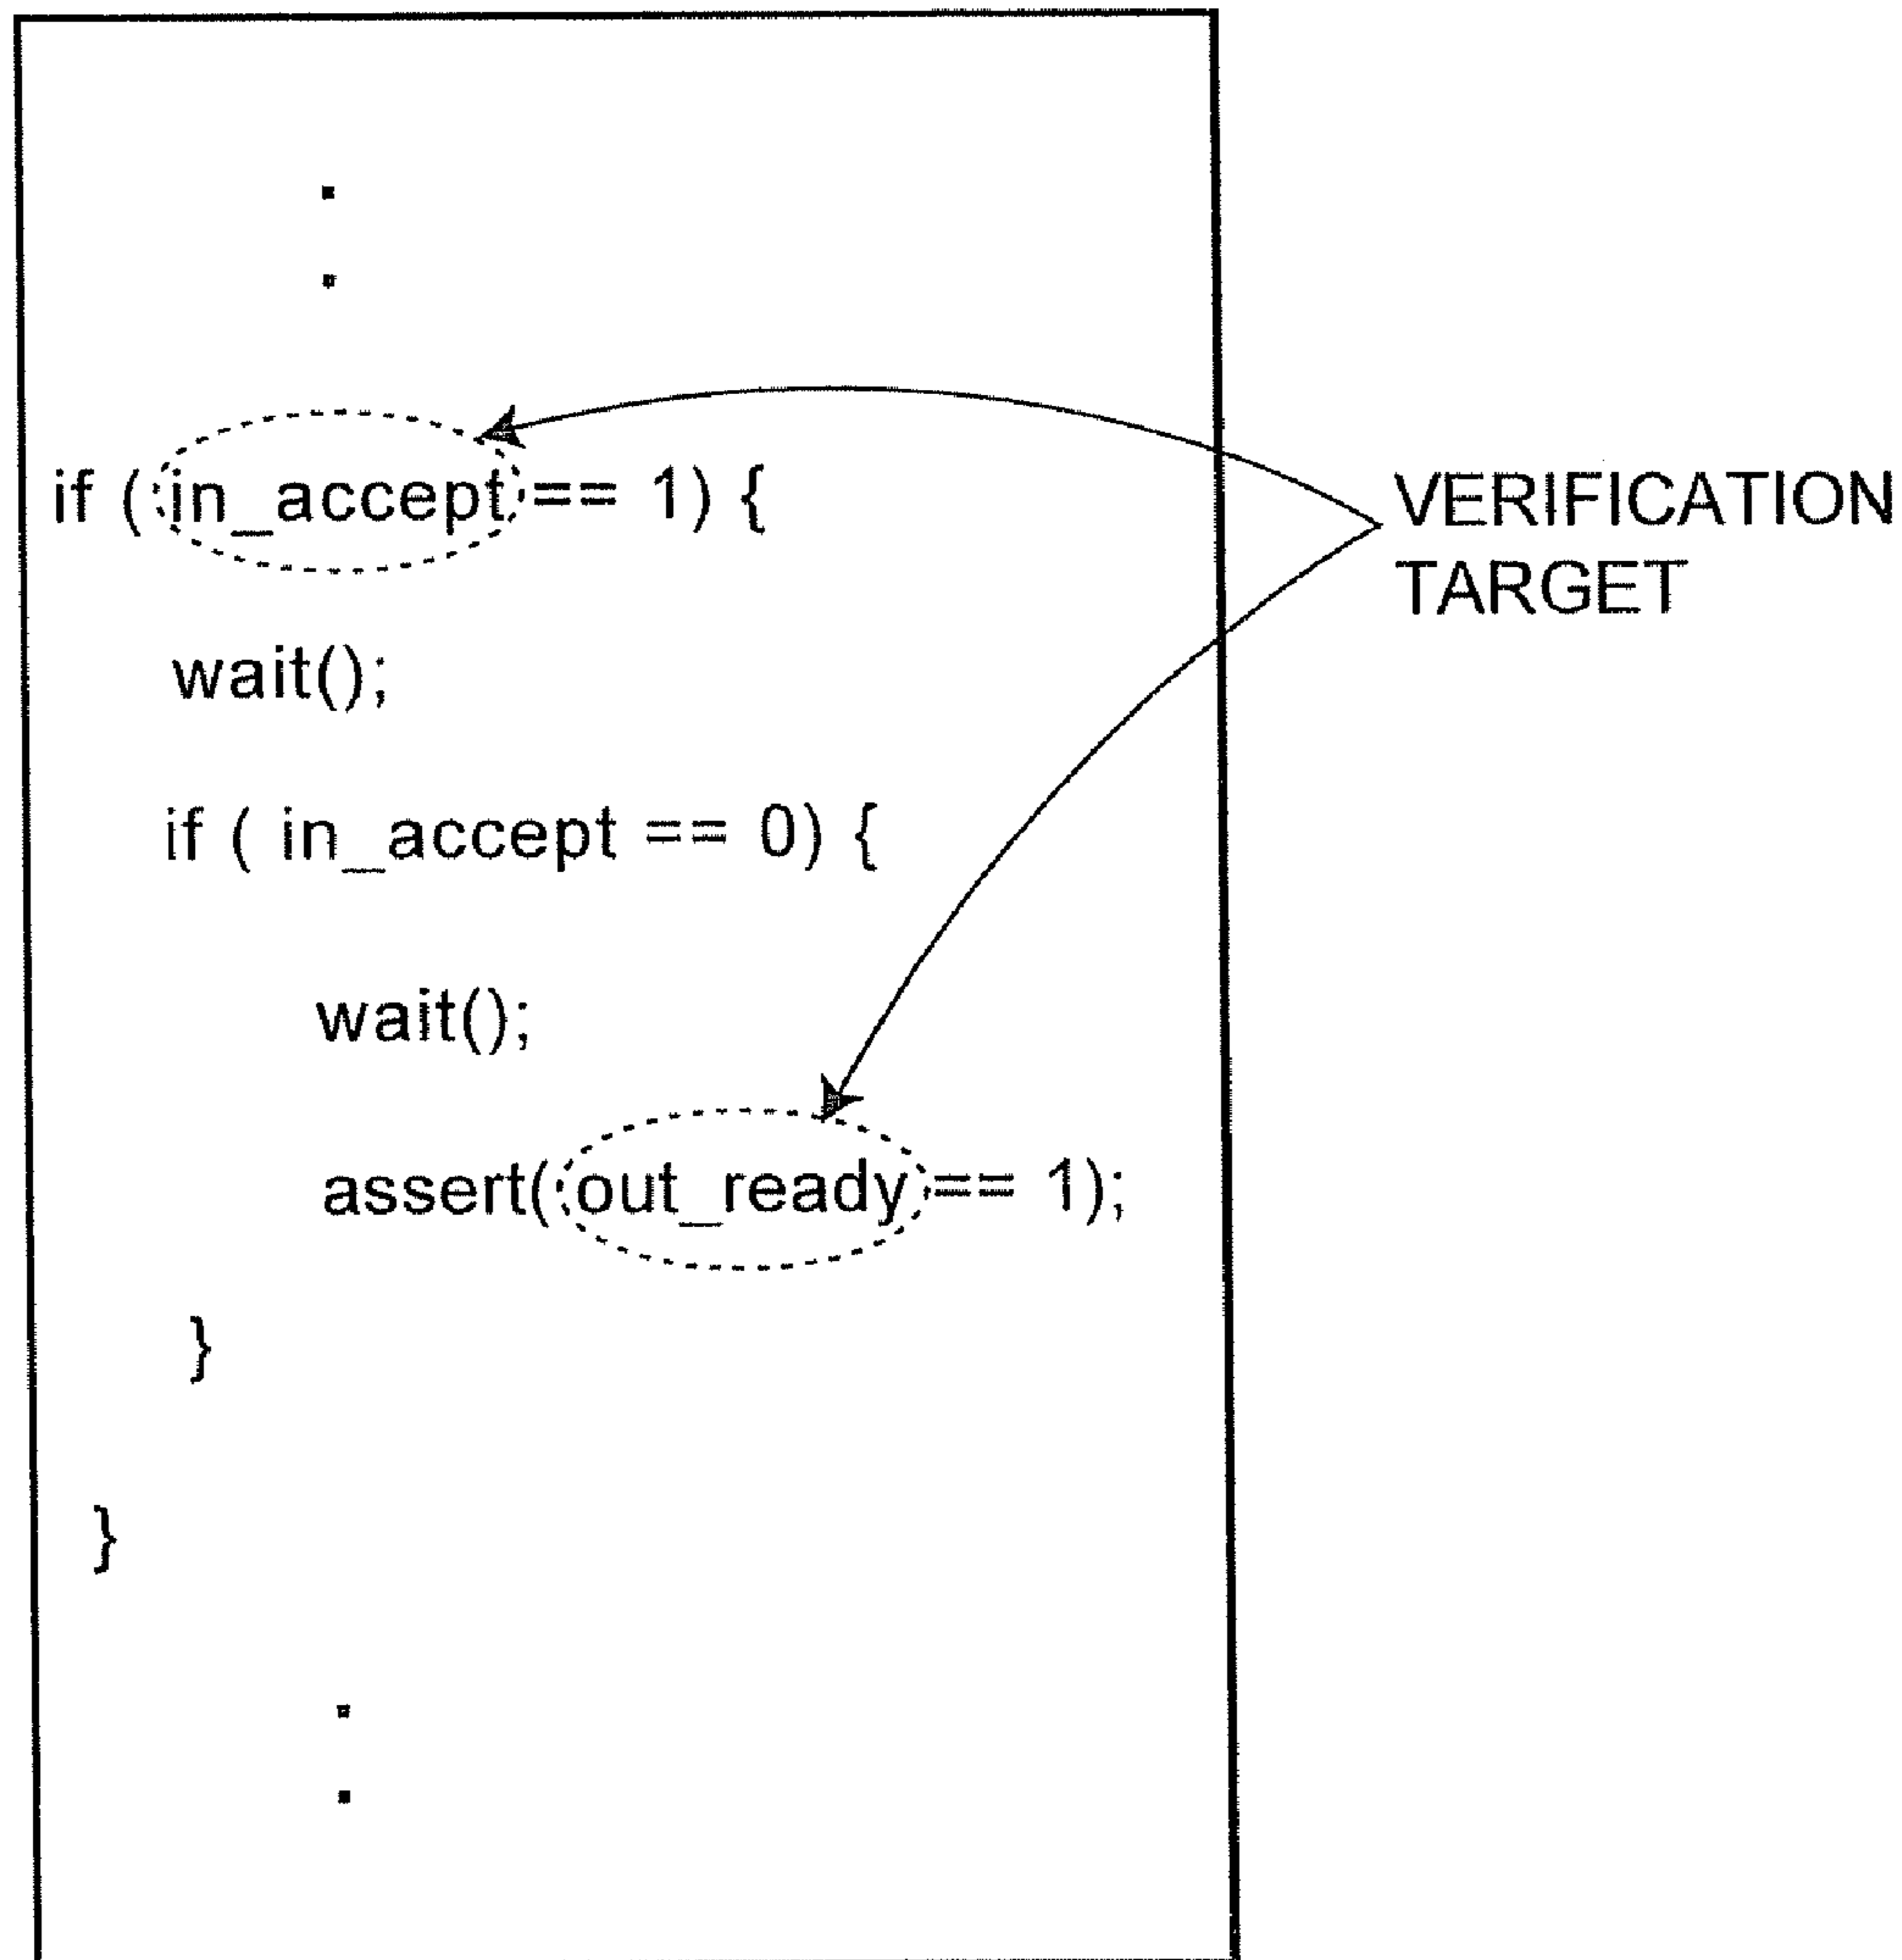 if ( in_accept == 1) {
VERIFICATION
TARGET
wait();
if ( in_accept == 0) {
wait();
assert( out_ready == 1);
}
}